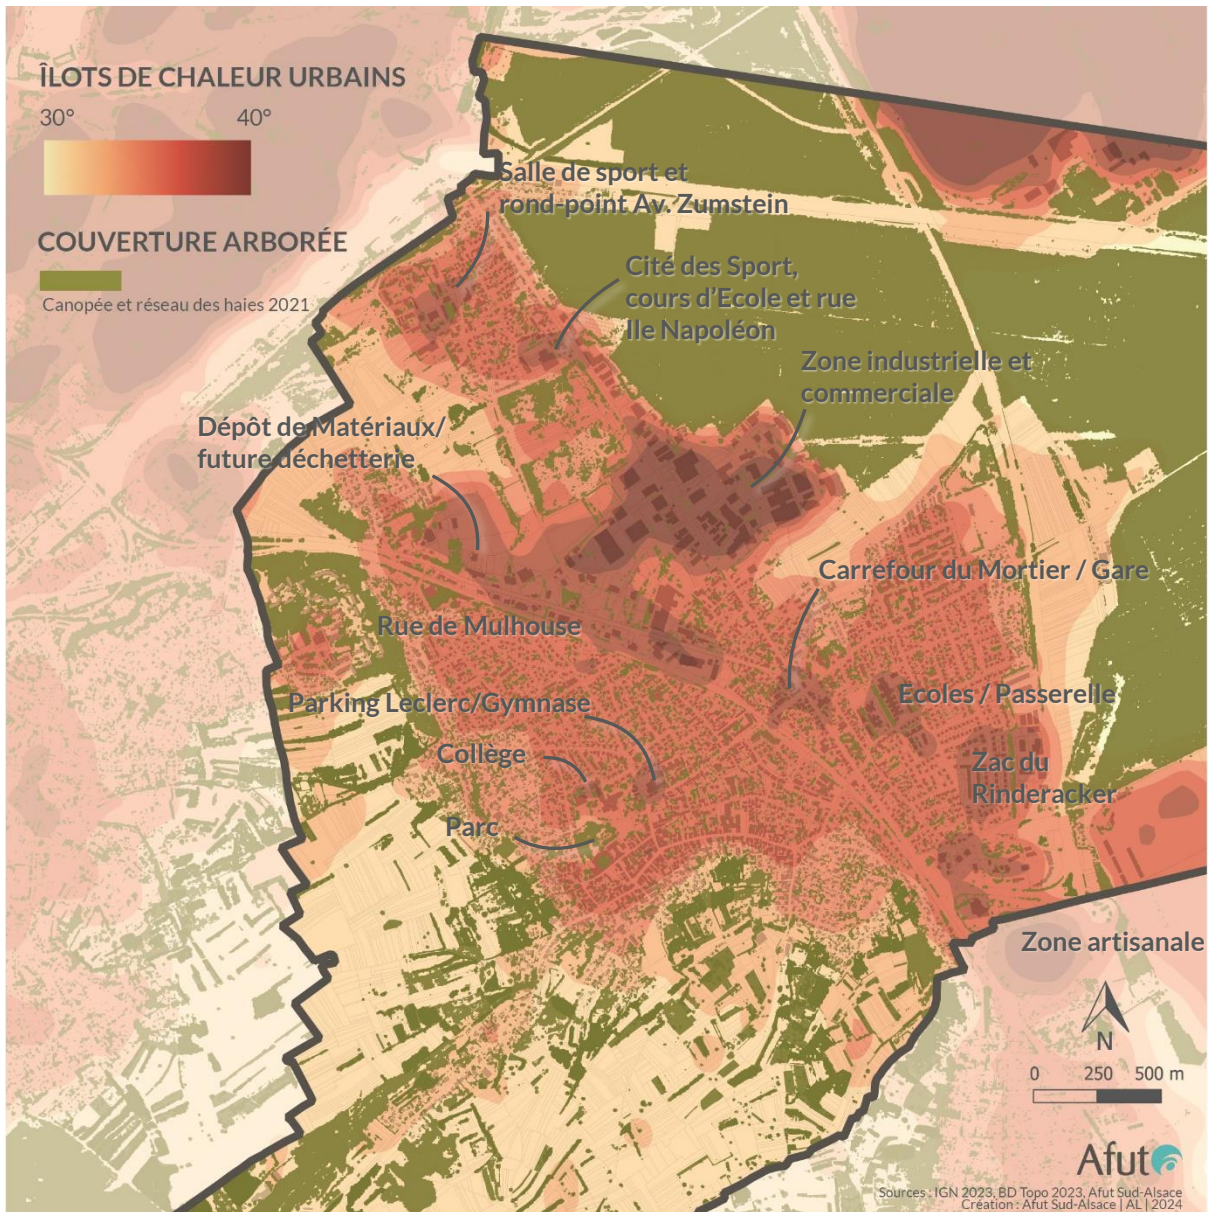 ÎLOTS DE CHALEUR URBAINS
30° 40°
COUVERTURE ARBORÉE
Canopée et réseau des haies 2021
Salle de sport et
rond-point Av. Zumstein
Cité des Sport,
cours d'Ecole et rue
Ile Napoléon
Zone industrielle et
commerciale
Dépôt de Matériaux/
future déchetterie
Carrefour du Mortier / Gare
Rue de Mulhouse
Ecoles / Passerelle
Parking Leclerc/Gymnase
Collège
Zac du
Rinderacker
Parc
Zone artisanale
N
0 250 500 m
Afut
Sources : IGN 2023, BD Topo 2023, Afut Sud-Alsace
Création : Afut Sud-Alsace | AL | 2024